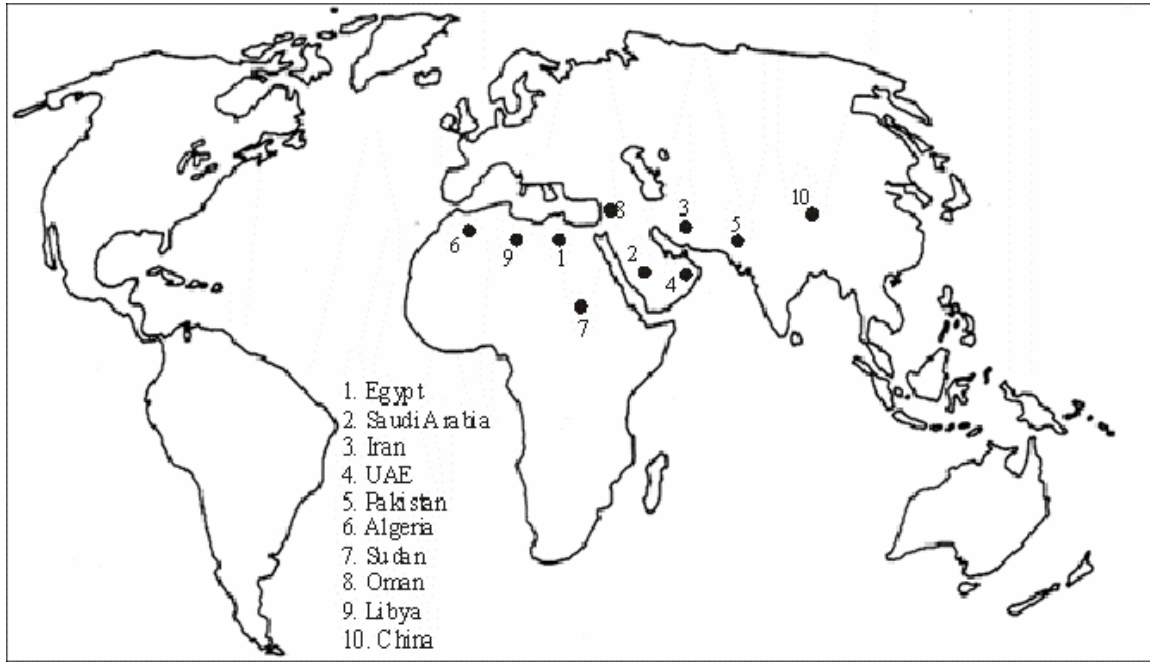 8
3
10
5
6
9
1
2
4
7
1. Egypt
2. Saudi Arabia
3. Iran
4. UAE
5. Pakistan
6. Algeria
7. Sudan
8. Oman
9. Libya
10. China